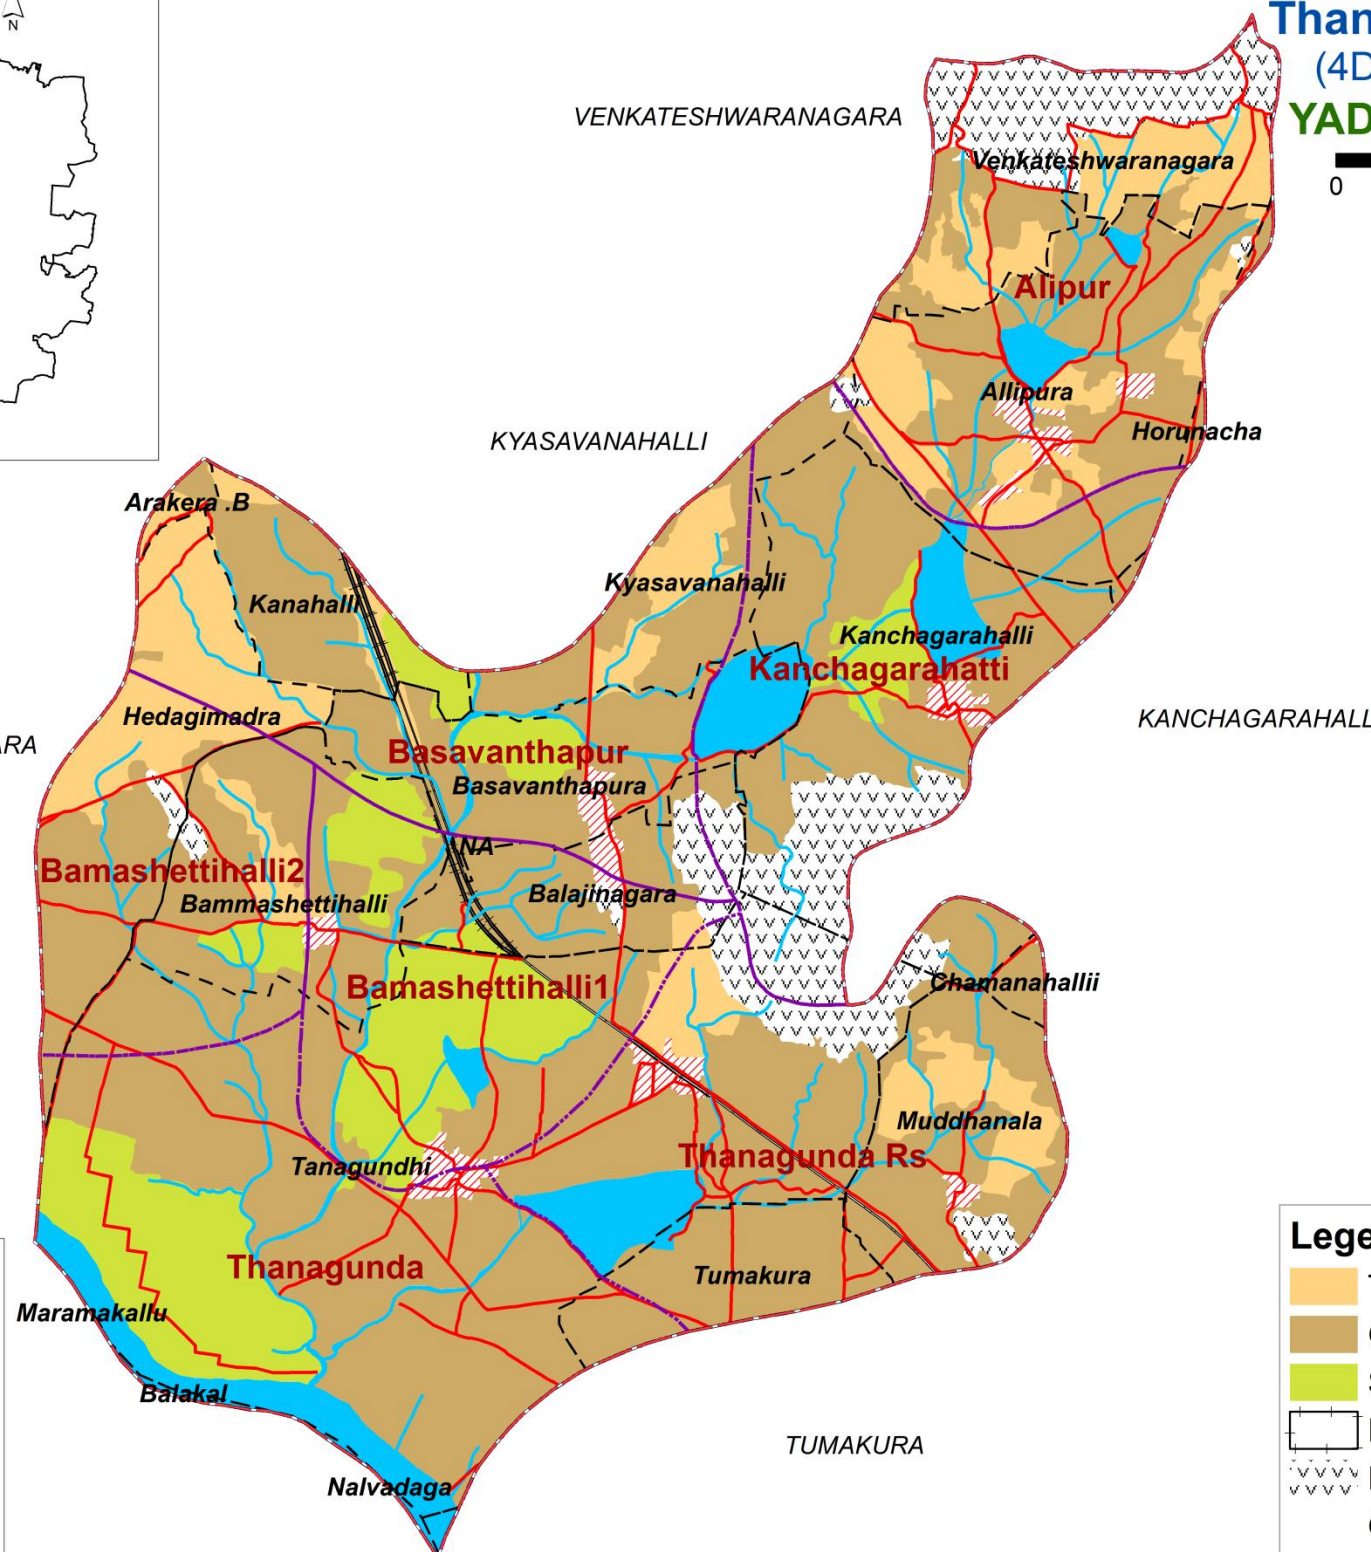 N
Than
(4D
YAD
0
VENKATESHWARANAGARA
Venkateshwaranagara
Alipur
Allipura
Horunacha
KYASAVANAHALLI
Arakera .B
Kanahalli
Kyasavanahalli
Kanchagarahalli
Kanchagarahatti
KANCHAGARAHALL
Hedagimadra
ARA
Basavanthapur
Basavanthapura
NA
Bamashettihalli2
Bammashettihalli
Balajinagara
Bamashettihalli1
Chamanahallii
Muddhanala
Tanagundhi
Thanagunda Rs
Thanagunda
Tumakura
Maramakallu
Balakal
Nalvadaga
TUMAKURA
Lege